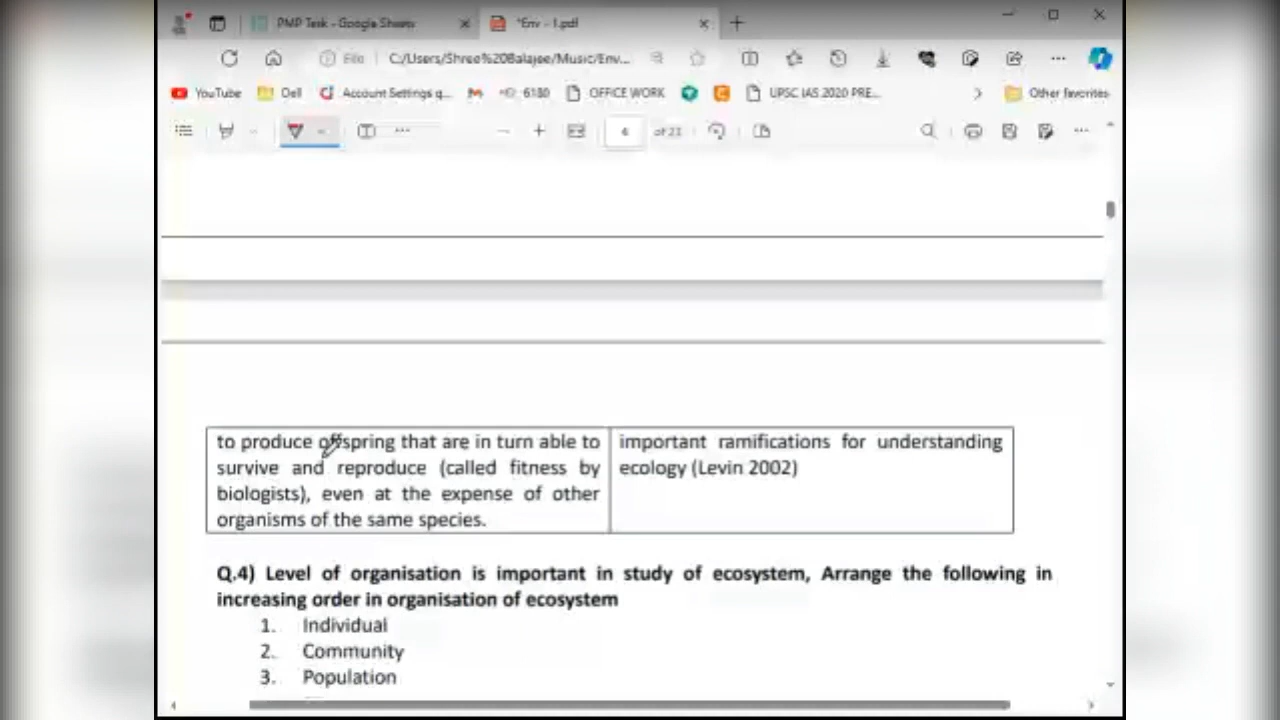 PMP Task - Google Sheets
*Env - 1.pdf
File
C:/Users/Shree%20Balajee/Music/Env...
YouTube
Dell
Account Settings q...
6180
OFFICE WORK
UPSC IAS 2020 PRE...
Other favorites
4
of 23
to produce offspring that are in turn able to
survive and reproduce (called fitness by
biologists), even at the expense of other
organisms of the same species.
important ramifications for understanding
ecology (Levin 2002)
Q.4) Level of organisation is important in study of ecosystem, Arrange the following in
increasing order in organisation of ecosystem
1. Individual
2. Community
3. Population